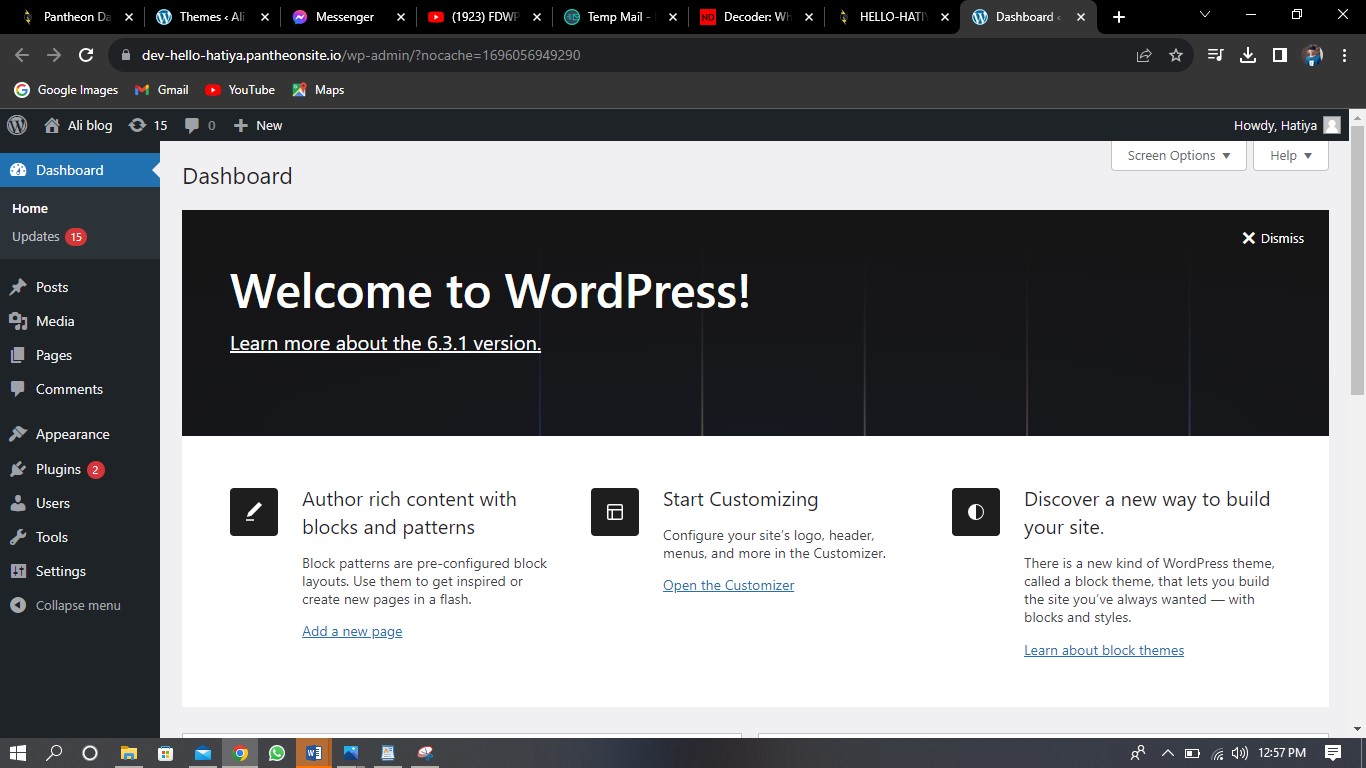 Pantheon Da
Themes ‹ Ali
Messenger
(1923) FDWP
Temp Mail -
Decoder: Wh
HELLO-HATIY
Dashboard ‹
dev-hello-hatiya.pantheonsite.io/wp-admin/?nocache=1696056949290
Google Images
Gmail
YouTube
Maps
Ali blog
15
0
New
Howdy, Hatiya
Dashboard
Home
Updates 15
Posts
Media
Pages
Comments
Appearance
Plugins 2
Users
Tools
Settings
Collapse menu
Screen Options
Help
Dashboard
Dismiss
Welcome to WordPress!
Learn more about the 6.3.1 version.
Author rich content with
blocks and patterns
Block patterns are pre-configured block
layouts. Use them to get inspired or
create new pages in a flash.
Add a new page
Start Customizing
Configure your site's logo, header,
menus, and more in the Customizer.
Open the Customizer
Discover a new way to build
your site.
There is a new kind of WordPress theme,
called a block theme, that lets you build
the site you've always wanted — with
blocks and styles.
Learn about block themes
12:57 PM